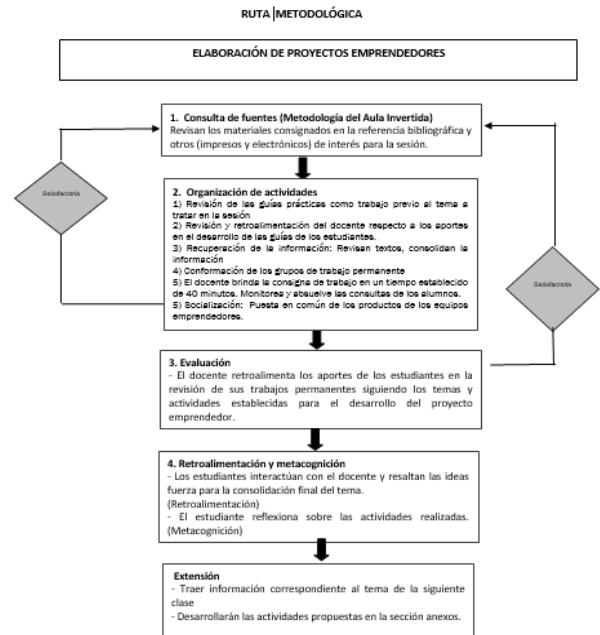 RUTA METODOLÓGICA
ELABORACIÓN DE PROYECTOS EMPRENDEDORES
1. Consulta de fuentes (Metodología del Aula Invertida)
Revisan los materiales consignados en la referencia bibliográfica y
otros (impresos y electrónicos) de interés para la sesión.
Satisfactoria
2. Organización de actividades
1) Revisión de las guías prácticas como trabajo previo al tema a
tratar en la sesión
2) Revisión y retroalimentación del docente respecto a los aportes
en el desarrollo de las guías de los estudiantes.
3) Recuperación de la información: Revisan textos, consolidan la
información
4) Conformación de los grupos de trabajo permanente
5) El docente brinda la consigna de trabajo en un tiempo establecido
de 40 minutos. Monitorea y absuelve las consultas de los alumnos.
5) Socialización: Puesta en común de los productos de los equipos
emprendedores.
Satisfactoria
3. Evaluación
- El docente retroalimenta los aportes de los estudiantes en la
revisión de sus trabajos permanentes siguiendo los temas y
actividades establecidas para el desarrollo del proyecto
emprendedor.
4. Retroalimentación y metacognición
- Los estudiantes interactúan con el docente y resaltan las ideas
fuerza para la consolidación final del tema.
(Retroalimentación)
- El estudiante reflexiona sobre las actividades realizadas.
(Metacognición)
Extensión
- Traer información correspondiente al tema de la siguiente
clase
- Desarrollarán las actividades propuestas en la sección anexos.